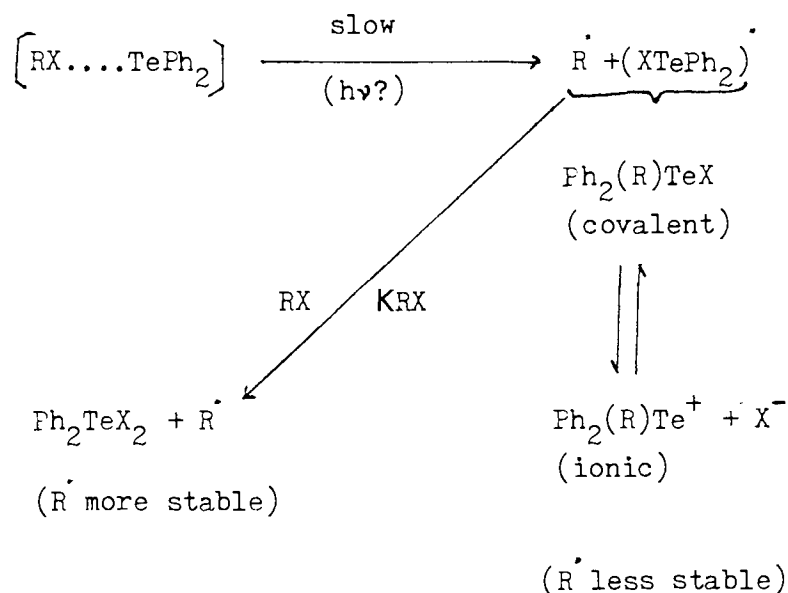 slow
[RX....TePh₂] R˙ +(XTePh₂)˙
(hν?)
Ph₂(R)TeX
(covalent)
RX KRX
Ph₂TeX₂ + R˙ Ph₂(R)Te⁺ + X⁻
(ionic)
(R˙ more stable)
(R˙ less stable)